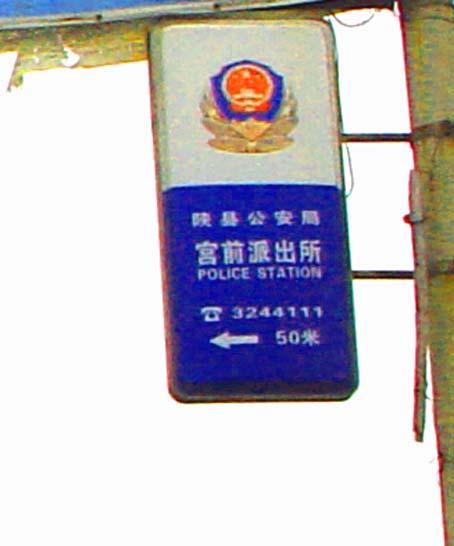 陕县公安局
宫前派出所
POLICE STATION
☎ 3244111
← 50米